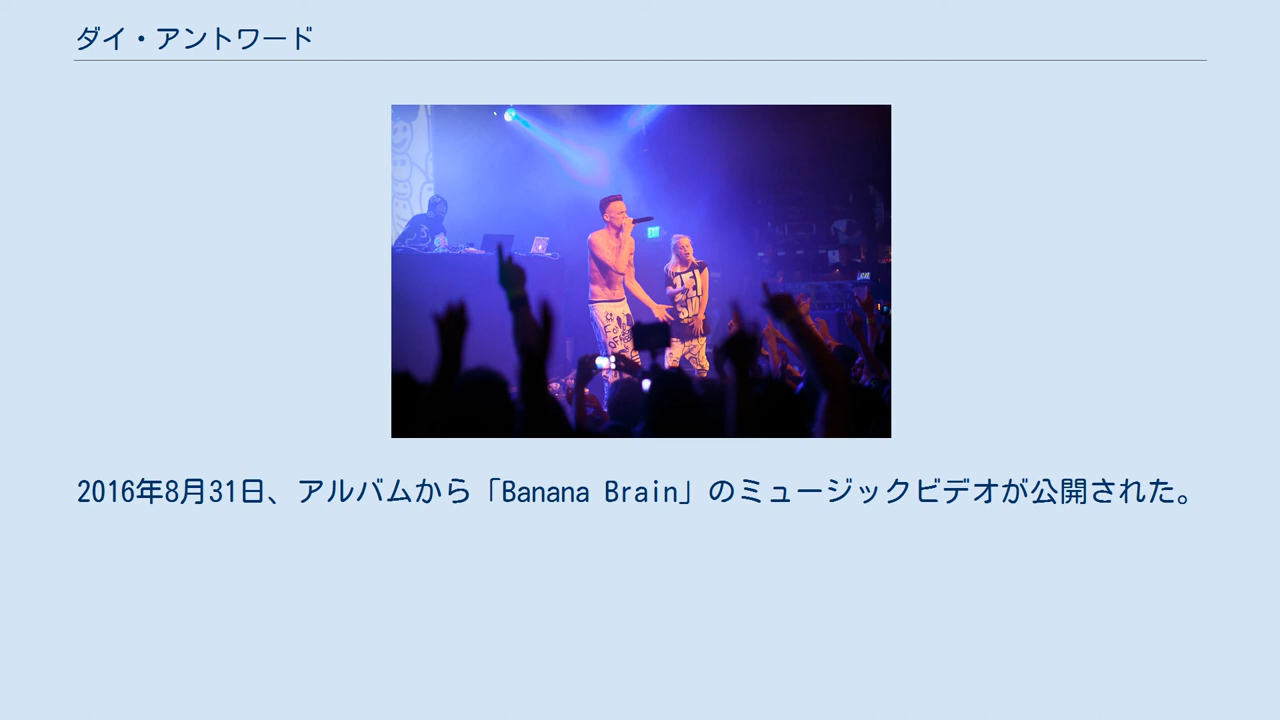 ダイ・アントワード
2016年8月31日、アルバムから「Banana Brain」のミュージックビデオが公開された。